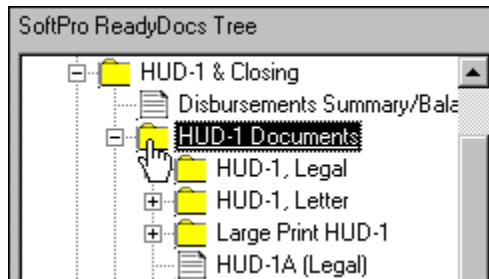 SoftPro ReadyDocs Tree
HUD-1 & Closing
Disbursements Summary/Bala
HUD-1 Documents
HUD-1, Legal
HUD-1, Letter
Large Print HUD-1
HUD-1A (Legal)